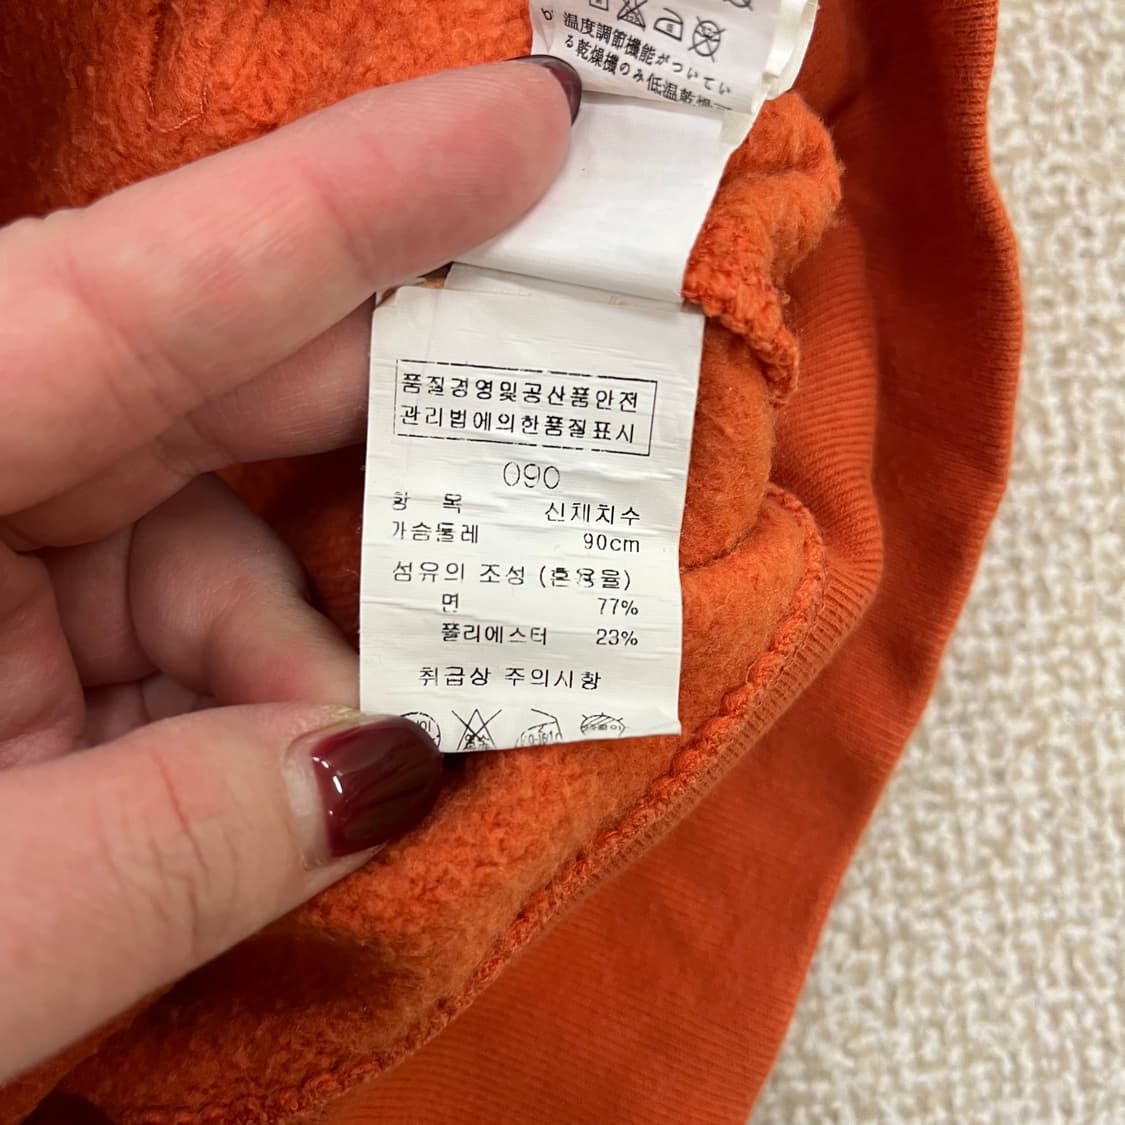 温度調節機能がついてい
る乾燥機のみ低温乾燥
품질경영및공산품안전
관리법에의한품질표시
090
항 목 신체치수
가슴둘레 90cm
섬유의 조성 (혼용율)
면 77%
폴리에스터 23%
취급상 주의사항